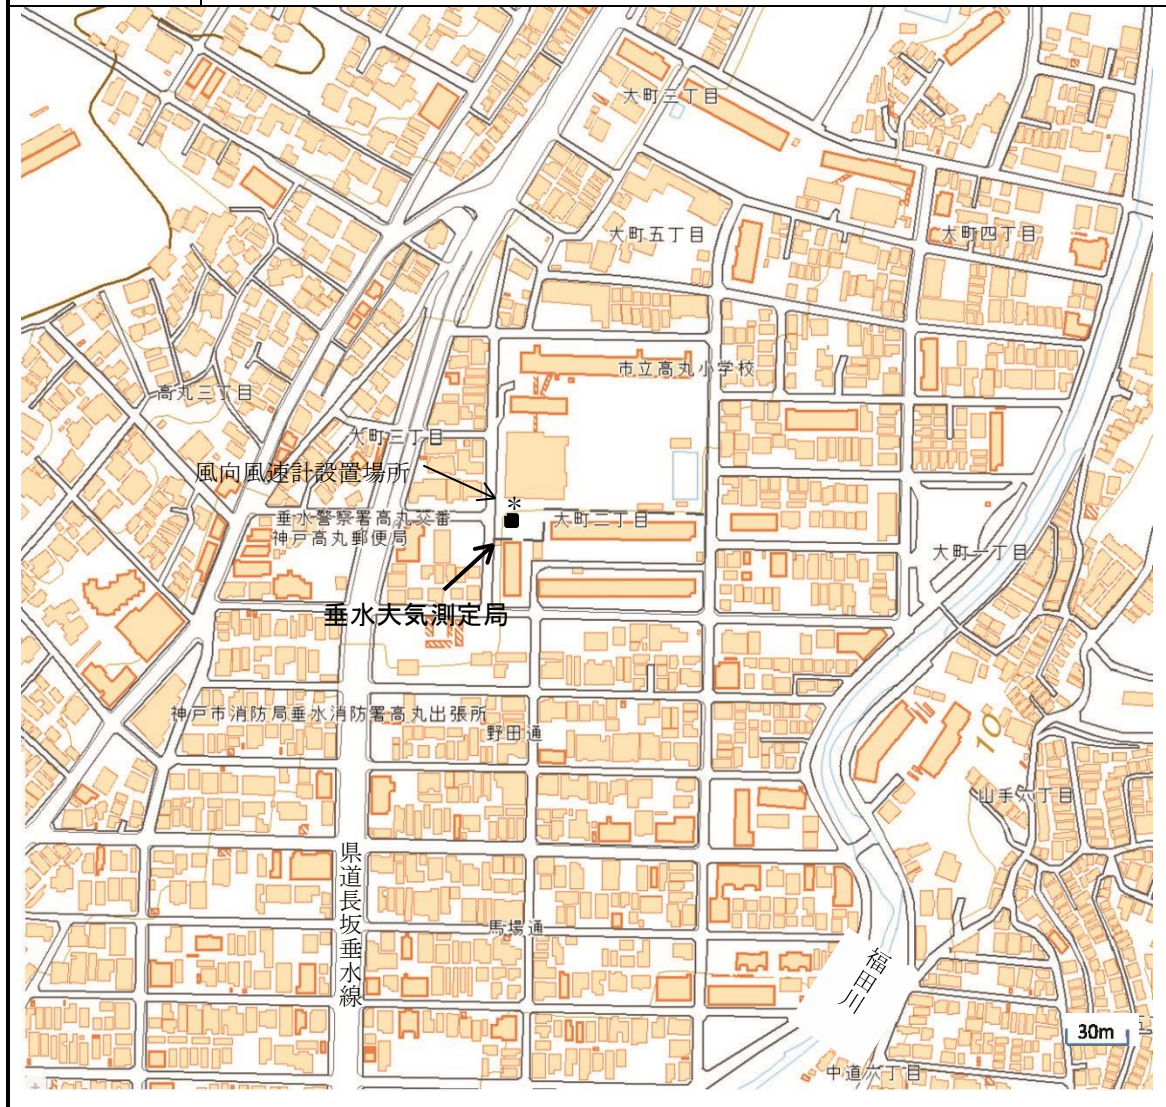 大町三丁目
大町五丁目
大町四丁目
市立高丸小学校
高丸三丁目
大町三丁目
風向風速計設置場所
*
垂水警察署高丸交番
大町二丁目
神戸高丸郵便局
大町一丁目
垂水大気測定局
神戸市消防局垂水消防署高丸出張所
野田通
10
山手六丁目
県道長坂垂水線
馬場通
福田川
30m
中道六丁目